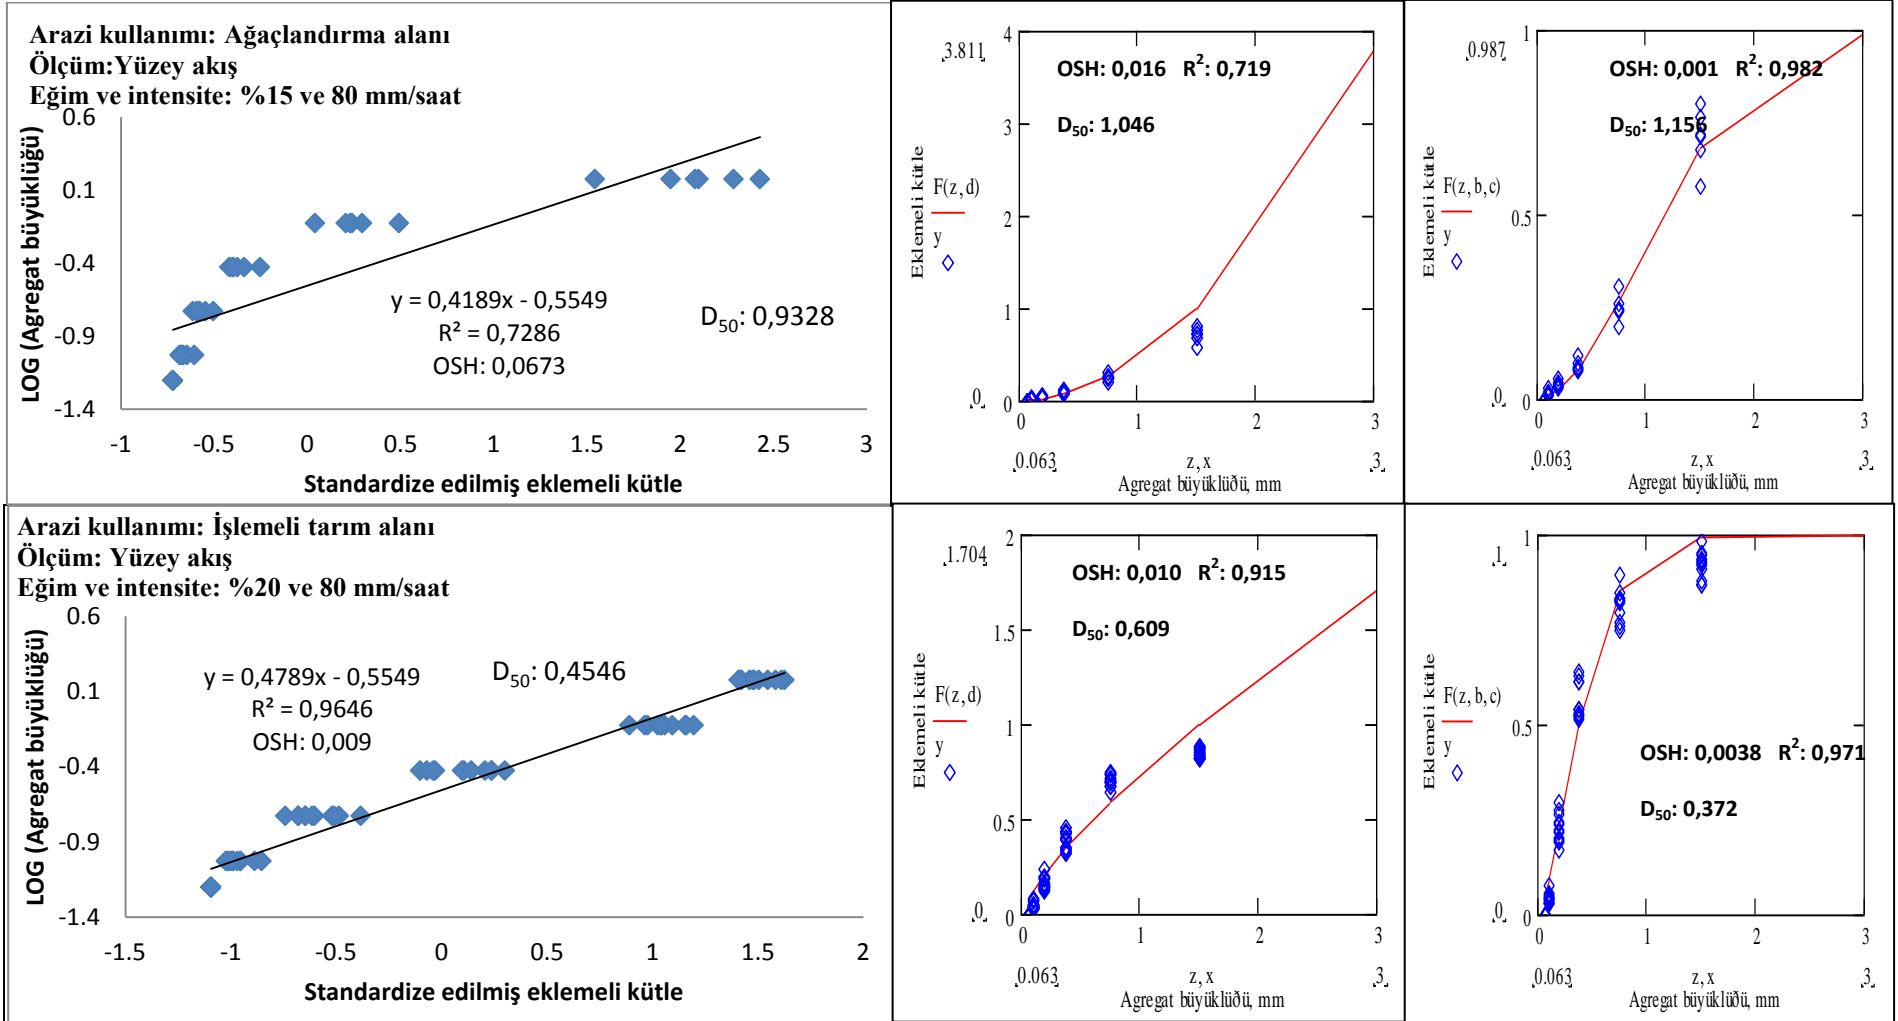 Arazi kullanımı: Ağaçlandırma alanı
Ölçüm:Yüzey akış
Eğim ve intensite: %15 ve 80 mm/saat
LOG (Agregat büyüklüğü)
0.6
0.1
-0.4
-0.9
-1.4
y = 0,4189x - 0,5549
R² = 0,7286
OSH: 0,0673
D₅₀: 0,9328
-1 -0.5 0 0.5 1 1.5 2 2.5 3
Standardize edilmiş eklemeli kütle
3.811
OSH: 0,016 R²: 0,719
D₅₀: 1,046
Eklemeli kütle
F(z,d)
y
0
4
3
2
1
0
0 1 2 3
0.063 z,x 3
Agregat büyüklüðü, mm
0.987
OSH: 0,001 R²: 0,982
D₅₀: 1,156
Eklemeli kütle
F(z,b,c)
y
0
1
0.5
0
0 1 2 3
0.063 z,x 3
Agregat büyüklüðü, mm
Arazi kullanımı: İşlemeli tarım alanı
Ölçüm: Yüzey akış
Eğim ve intensite: %20 ve 80 mm/saat
LOG (Agregat büyüklüğü)
0.6
0.1
-0.4
-0.9
-1.4
y = 0,4789x - 0,5549
R² = 0,9646
OSH: 0,009
D₅₀: 0,4546
-1.5 -1 -0.5 0 0.5 1 1.5 2
Standardize edilmiş eklemeli kütle
1.704
OSH: 0,010 R²: 0,915
D₅₀: 0,609
Eklemeli kütle
F(z,d)
y
0
2
1.5
1
0.5
0
0 1 2 3
0.063 z,x 3
Agregat büyüklüðü, mm
1
OSH: 0,0038 R²: 0,971
D₅₀: 0,372
Eklemeli kütle
F(z,b,c)
y
0
1
0.5
0
0 1 2 3
0.063 z,x 3
Agregat büyüklüðü, mm